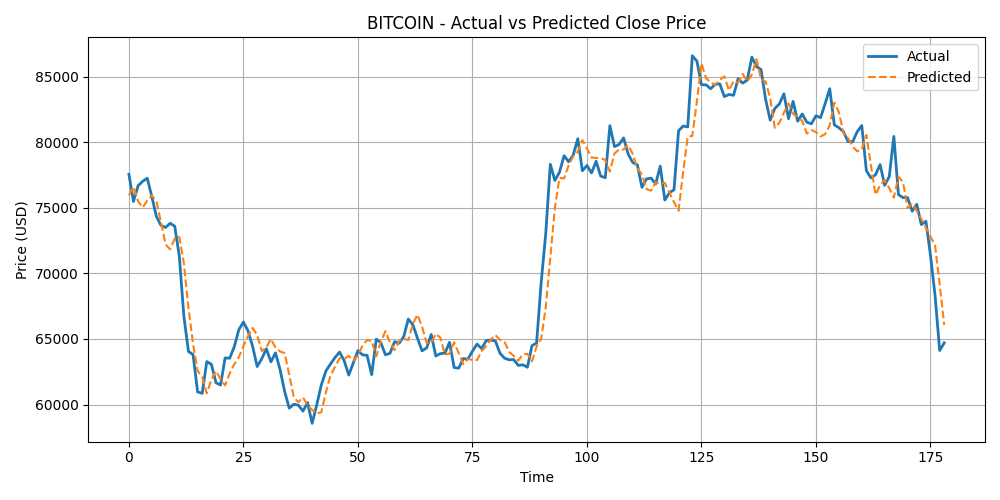 BITCOIN - Actual vs Predicted Close Price
Actual
Predicted
Price (USD)
85000
80000
75000
70000
65000
60000
0 25 50 75 100 125 150 175
Time